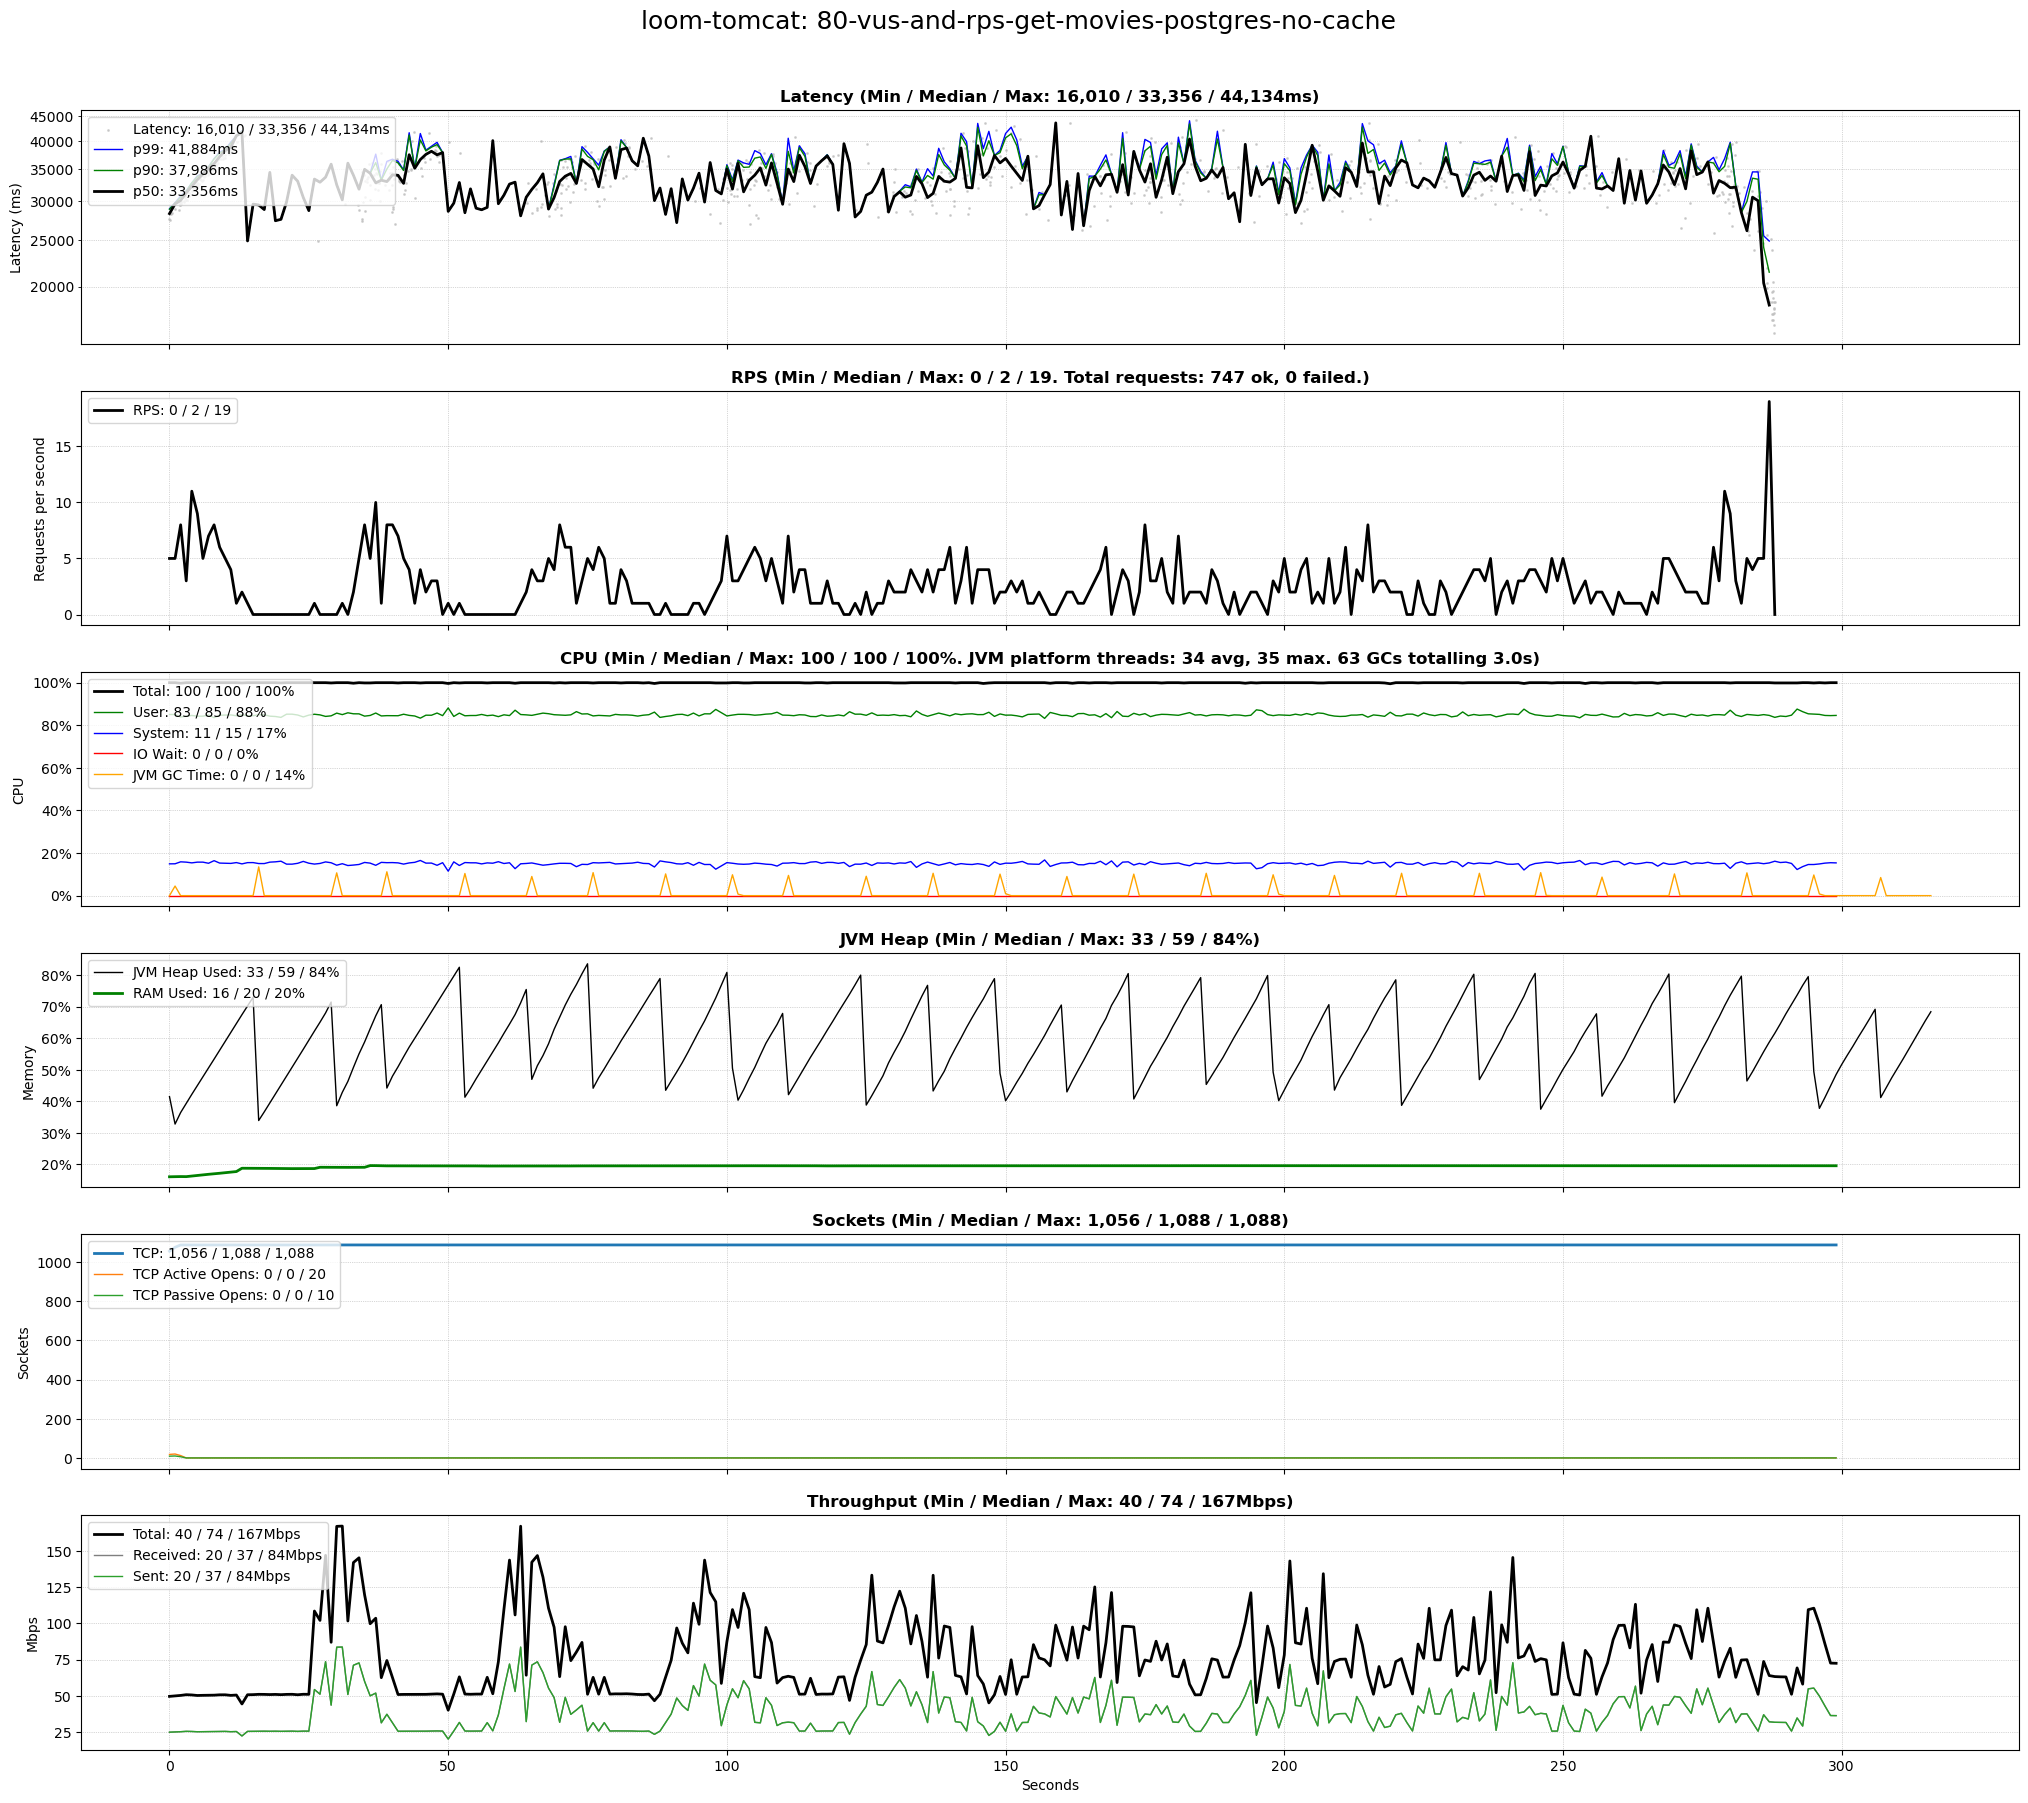 loom-tomcat: 80-vus-and-rps-get-movies-postgres-no-cache
Latency (Min / Median / Max: 16,010 / 33,356 / 44,134ms)
Latency (ms)
45000
40000
35000
30000
25000
20000
Latency: 16,010 / 33,356 / 44,134ms
p99: 41,884ms
p90: 37,986ms
p50: 33,356ms
RPS (Min / Median / Max: 0 / 2 / 19. Total requests: 747 ok, 0 failed.)
Requests per second
15
10
5
0
RPS: 0 / 2 / 19
CPU (Min / Median / Max: 100 / 100 / 100%. JVM platform threads: 34 avg, 35 max. 63 GCs totalling 3.0s)
CPU
100%
80%
60%
40%
20%
0%
Total: 100 / 100 / 100%
User: 83 / 85 / 88%
System: 11 / 15 / 17%
IO Wait: 0 / 0 / 0%
JVM GC Time: 0 / 0 / 14%
JVM Heap (Min / Median / Max: 33 / 59 / 84%)
Memory
80%
70%
60%
50%
40%
30%
20%
JVM Heap Used: 33 / 59 / 84%
RAM Used: 16 / 20 / 20%
Sockets (Min / Median / Max: 1,056 / 1,088 / 1,088)
Sockets
1000
800
600
400
200
0
TCP: 1,056 / 1,088 / 1,088
TCP Active Opens: 0 / 0 / 20
TCP Passive Opens: 0 / 0 / 10
Throughput (Min / Median / Max: 40 / 74 / 167Mbps)
Mbps
150
125
100
75
50
25
Total: 40 / 74 / 167Mbps
Received: 20 / 37 / 84Mbps
Sent: 20 / 37 / 84Mbps
0 50 100 150 200 250 300
Seconds